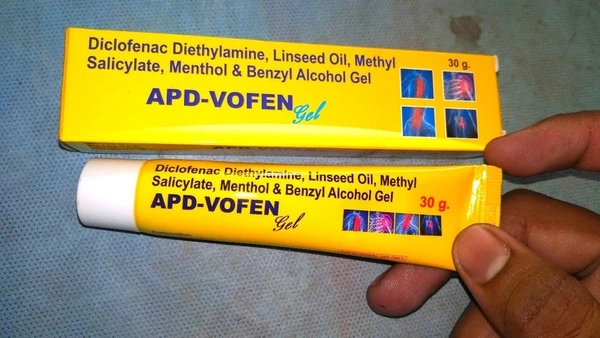 Diclofenac Diethylamine, Linseed Oil, Methyl
Salicylate, Menthol & Benzyl Alcohol Gel
30 g.
APD-VOFEN
Gel
Diclofenac Diethylamine, Linseed Oil, Methyl
Salicylate, Menthol & Benzyl Alcohol Gel
APD-VOFEN
Gel
30 g.